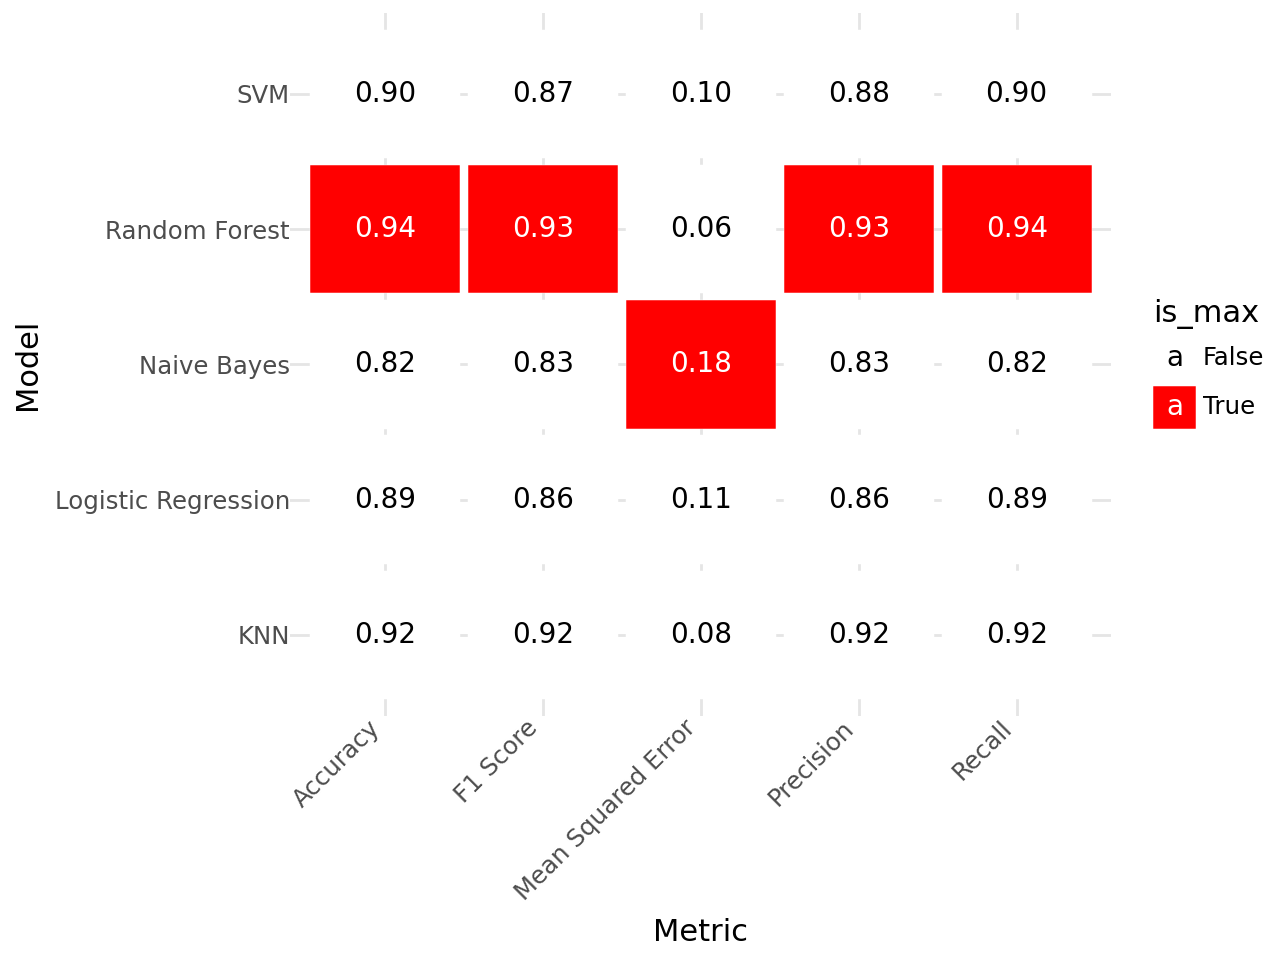 SVM 0.90 0.87 0.10 0.88 0.90
Random Forest 0.94 0.93 0.06 0.93 0.94
Naive Bayes 0.82 0.83 0.18 0.83 0.82
Logistic Regression 0.89 0.86 0.11 0.86 0.89
KNN 0.92 0.92 0.08 0.92 0.92
Model
Accuracy
F1 Score
Mean Squared Error
Precision
Recall
Metric
is_max
a False
a True